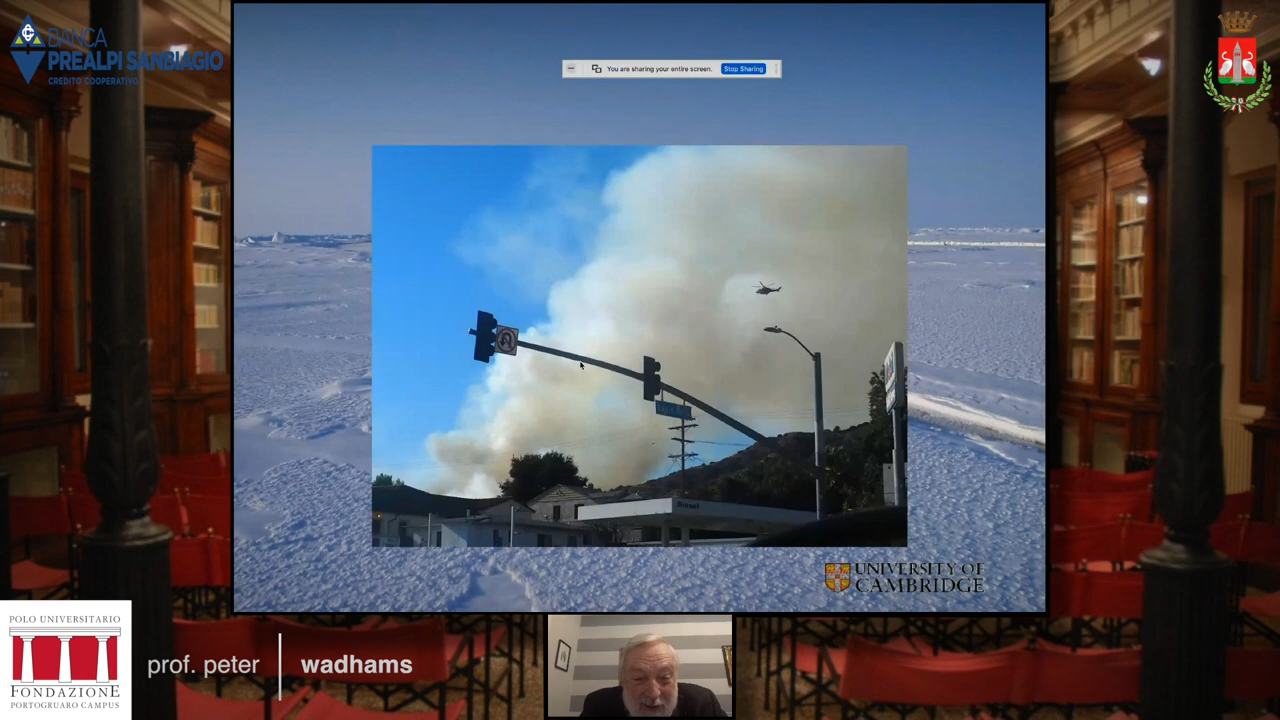 BANCA
PREALPI SANBIAGIO
CREDITO COOPERATIVO
You are sharing your entire screen.
Stop Sharing
Diesel
UNIVERSITY OF
CAMBRIDGE
POLO UNIVERSITARIO
FONDAZIONE
PORTOGRUARO CAMPUS
prof. peter
wadhams